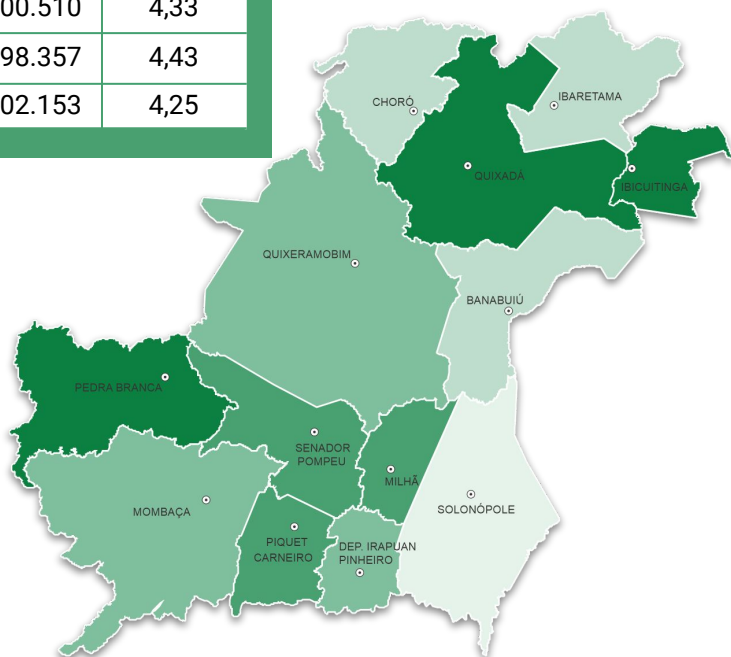 00.510 4,33
98.357 4,43
02.153 4,25
CHORÓ
IBARETAMA
QUIXADÁ
IBICUITINGA
QUIXERAMOBIM
BANABUIÚ
PEDRA BRANCA
SENADOR
POMPEU
MILHÃ
SOLONÓPOLE
MOMBAÇA
PIQUET
CARNEIRO
DEP. IRAPUAN
PINHEIRO